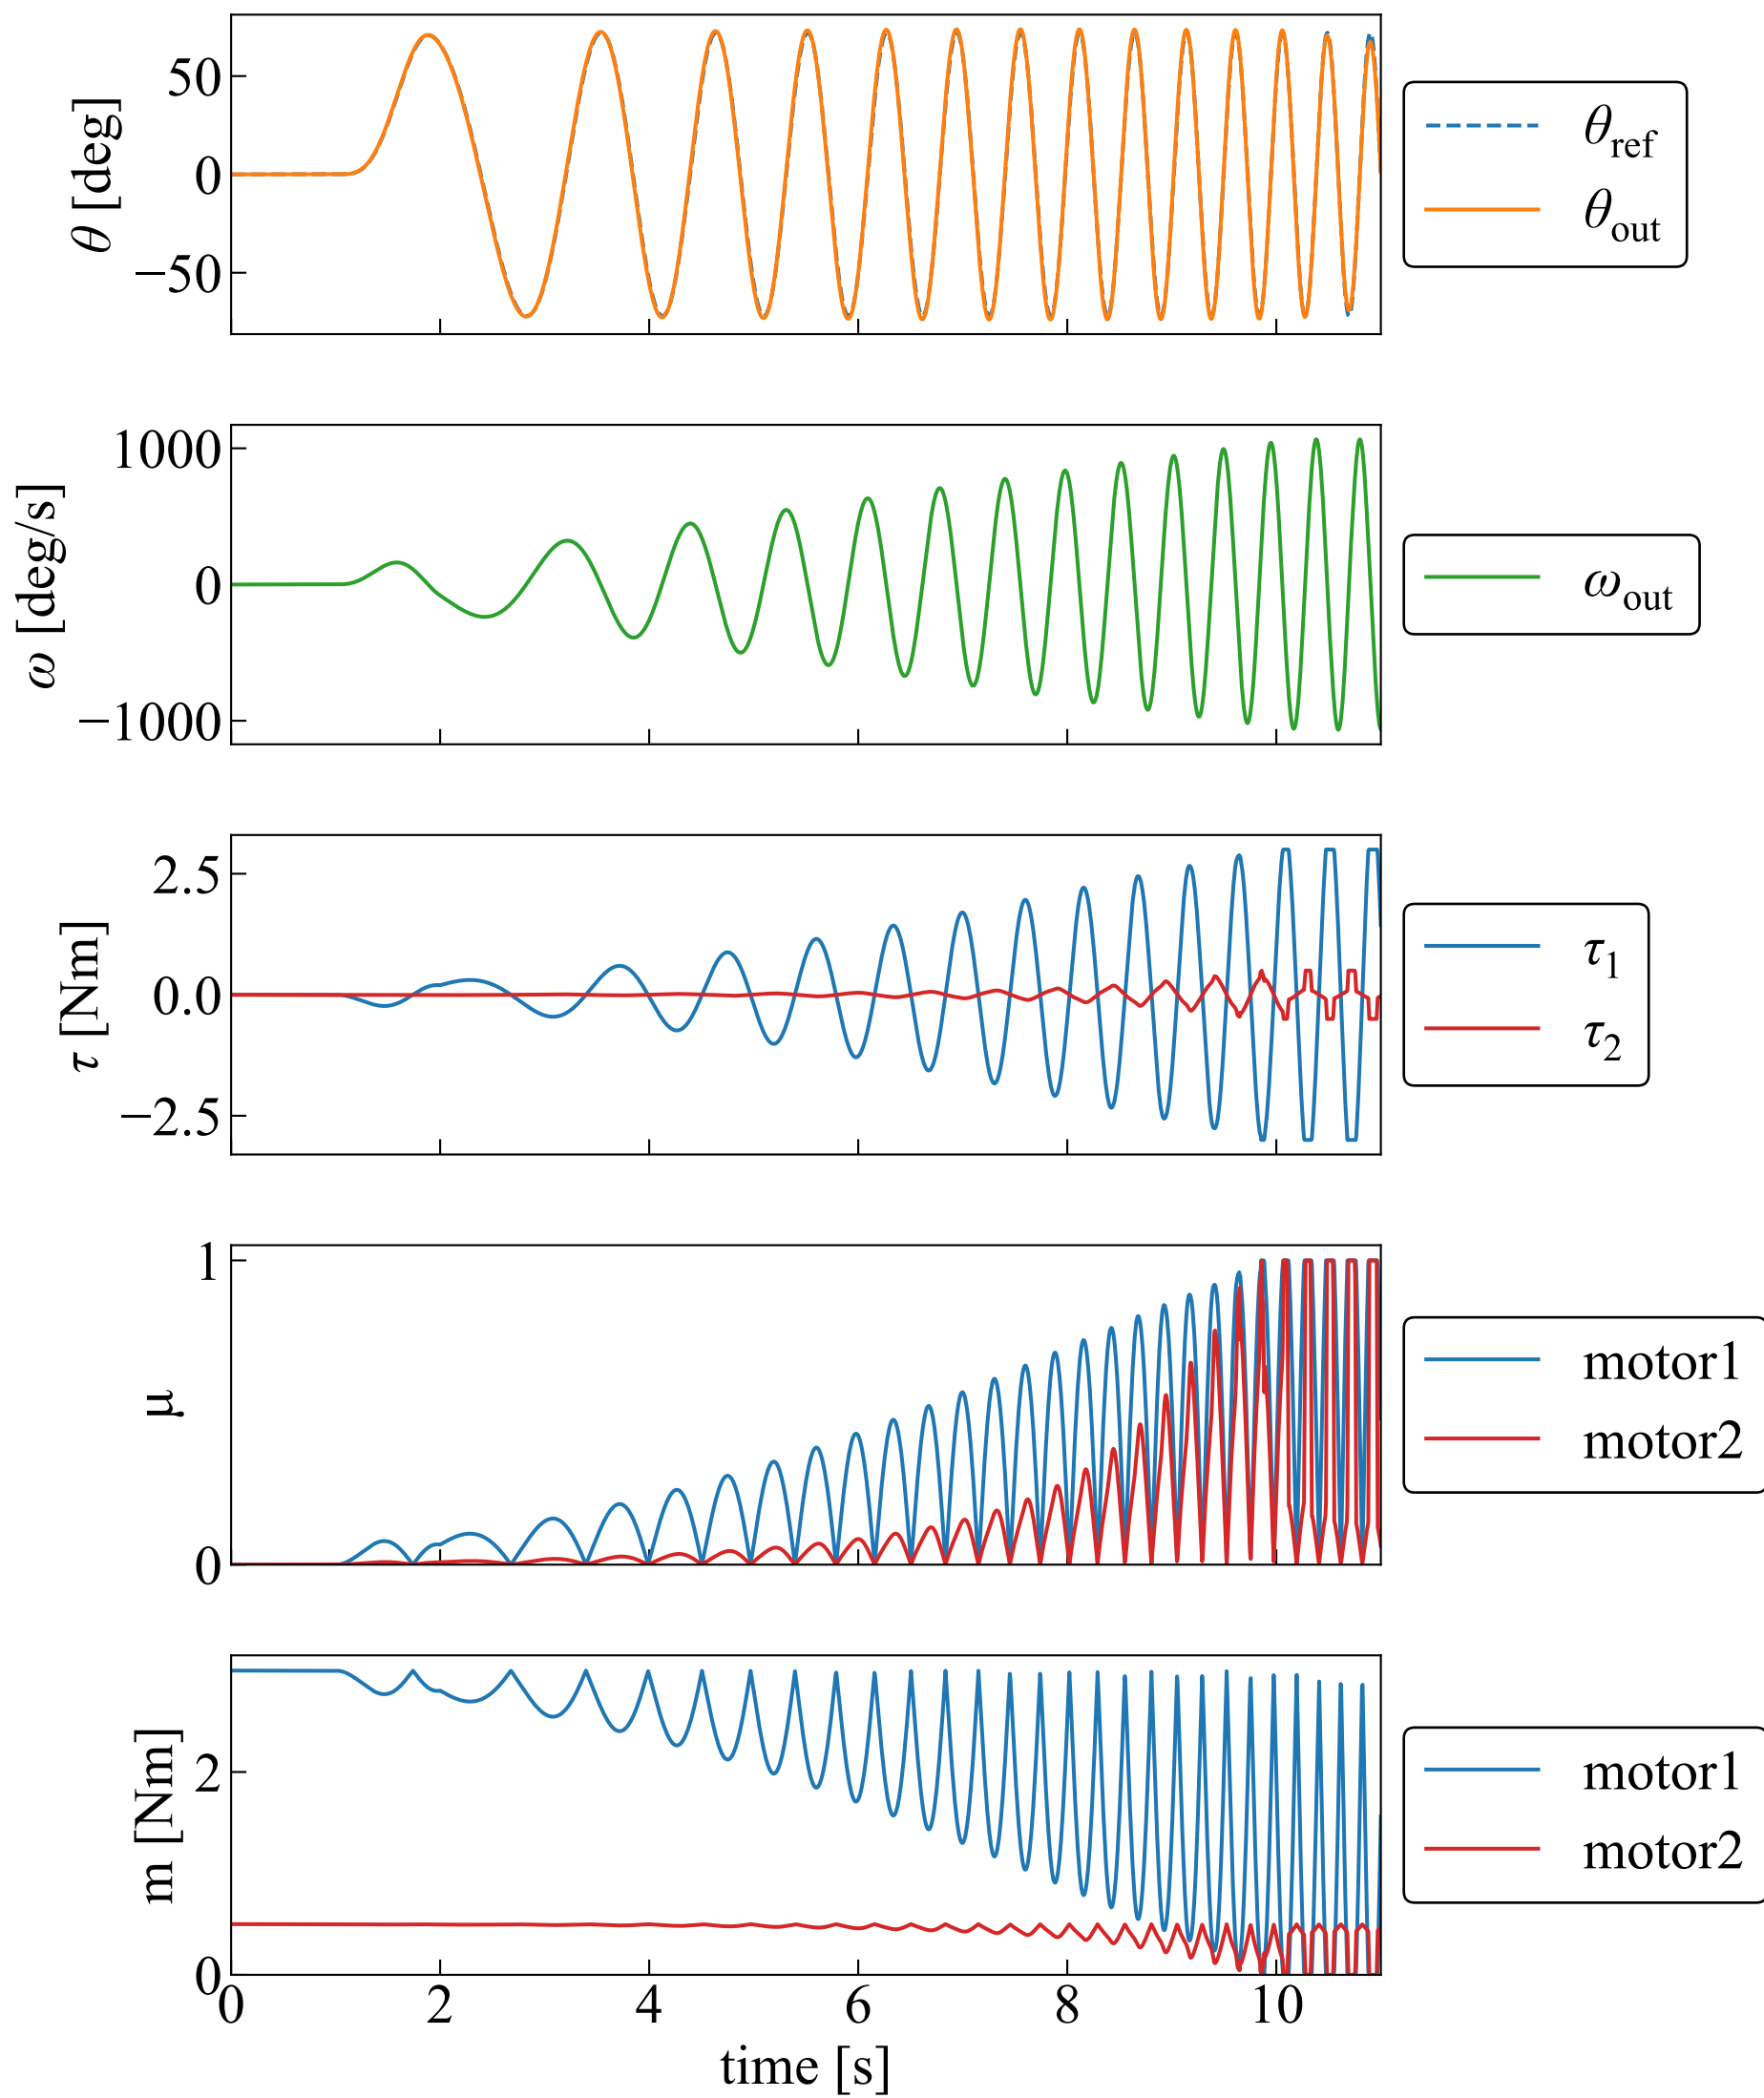 θ [deg]
50
0
−50
θref
θout
ω [deg/s]
1000
0
−1000
ωout
τ [Nm]
2.5
0.0
−2.5
τ1
τ2
μ
1
0
motor1
motor2
m [Nm]
2
0
motor1
motor2
0 2 4 6 8 10
time [s]